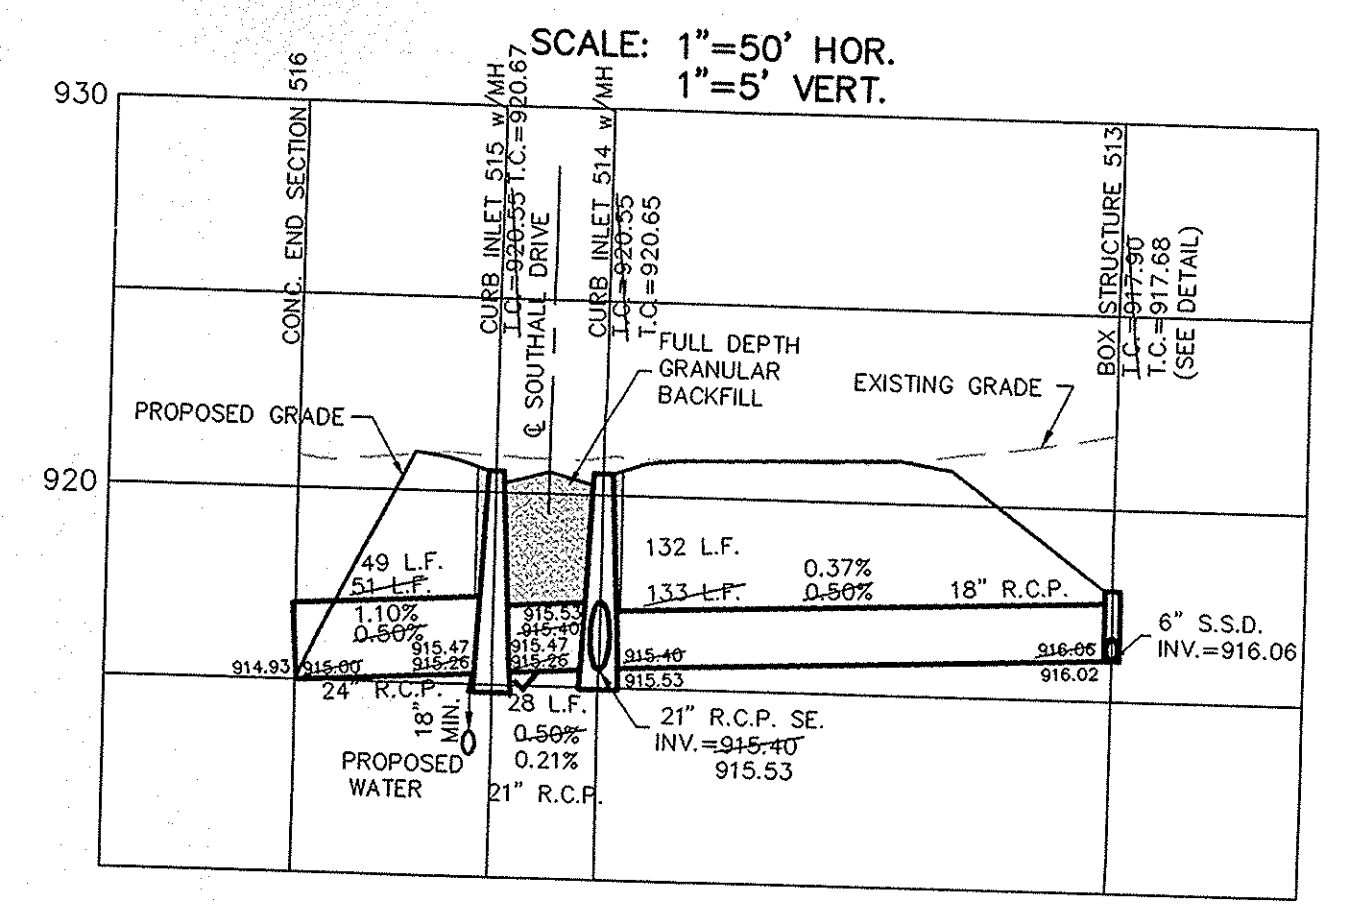 SCALE: 1"=50' HOR.
1"=5' VERT.
930
920
CONC. END SECTION 516
CURB INLET 515 w/MH
T.C.=920.55 T.C.=920.67
℄ SOUTHALL DRIVE
CURB INLET 514 w/MH
T.C.=920.55
T.C.=920.65
BOX STRUCTURE 513
T.C.=917.90
T.C.=917.68
(SEE DETAIL)
FULL DEPTH
GRANULAR
BACKFILL
EXISTING GRADE
PROPOSED GRADE
49 L.F.
51 L.F.
1.10%
0.50%
915.47
915.26
914.93
915.00
24" R.C.P.
18"
MIN.
PROPOSED
WATER
915.53
915.40
915.47
915.26
28 L.F.
0.50%
0.21%
21" R.C.P.
132 L.F.
133 L.F.
0.37%
0.50%
18" R.C.P.
915.40
915.53
21" R.C.P. SE.
INV.=915.40
915.53
916.06
916.02
6" S.S.D.
INV.=916.06